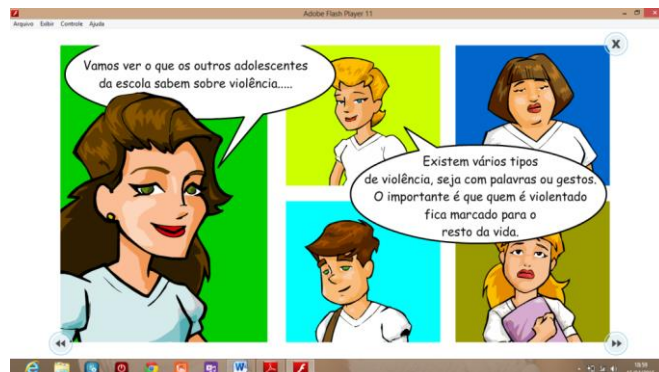 Adobe Flash Player 11
Arquivo Exibir Controle Ajuda
X
Vamos ver o que os outros adolescentes
da escola sabem sobre violência.....
Existem vários tipos
de violência, seja com palavras ou gestos.
O importante é que quem é violentado
fica marcado para o
resto da vida.
18:59